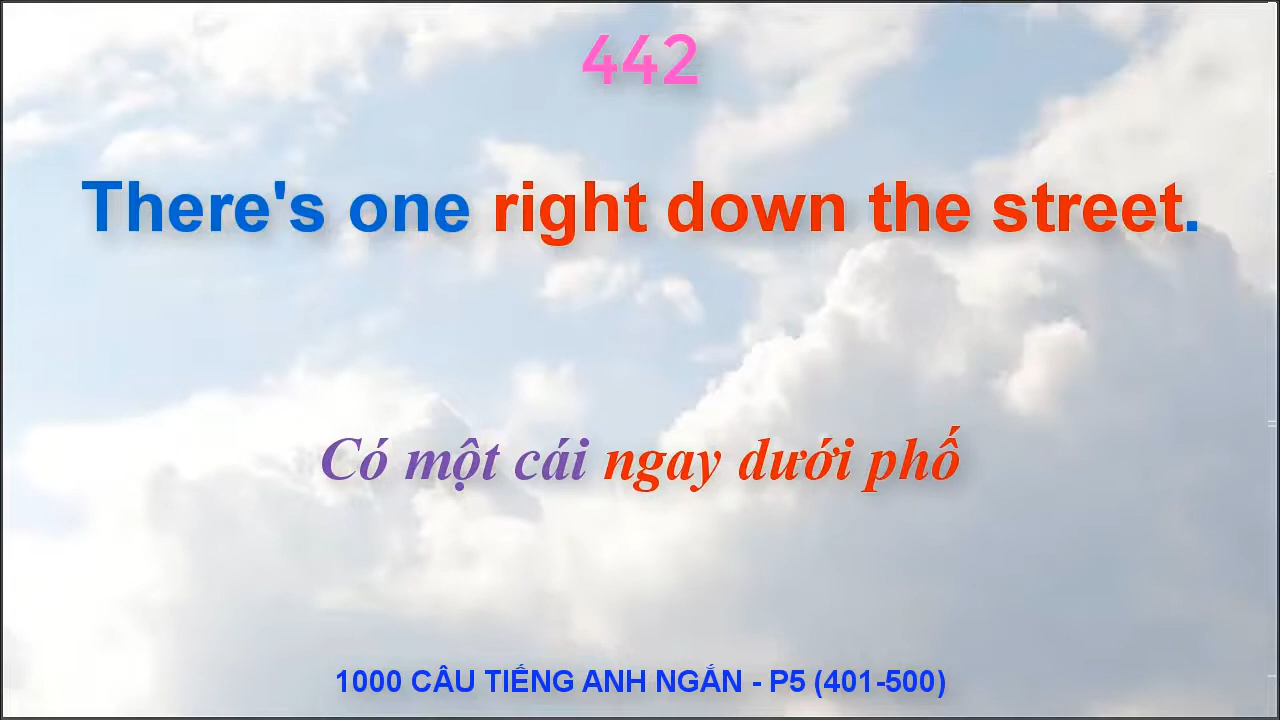 442
There's one right down the street.
Có một cái ngay dưới phố
1000 CÂU TIẾNG ANH NGẮN - P5 (401-500)